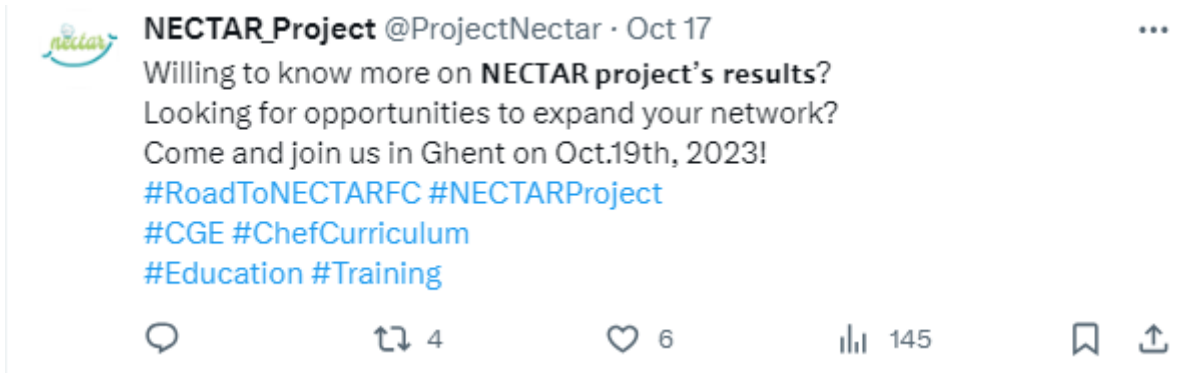 nectar
NECTAR_Project @ProjectNectar · Oct 17
Willing to know more on NECTAR project's results?
Looking for opportunities to expand your network?
Come and join us in Ghent on Oct.19th, 2023!
#RoadToNECTARFC #NECTARProject
#CGE #ChefCurriculum
#Education #Training
4 6 145